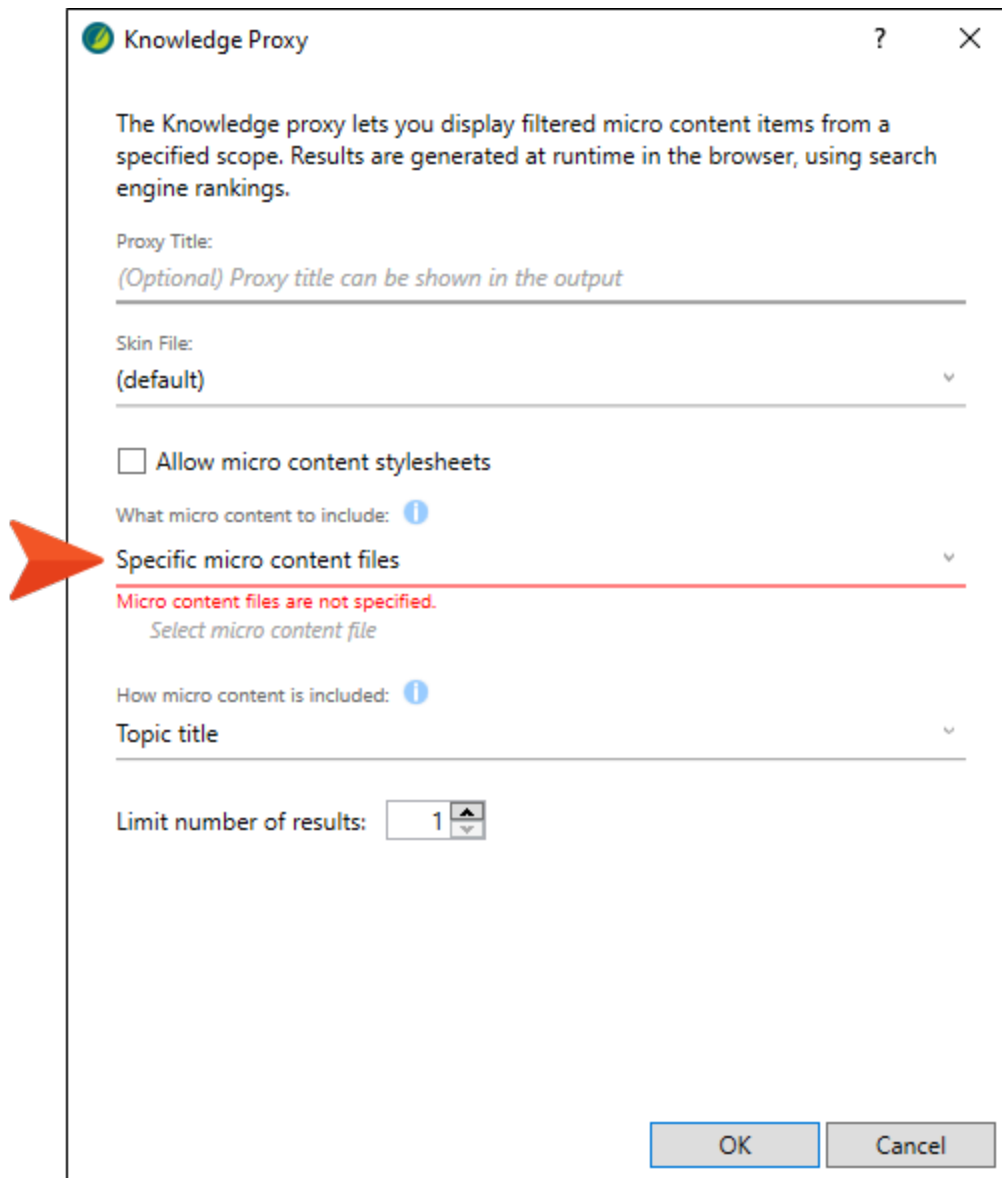 Knowledge Proxy
?
The Knowledge proxy lets you display filtered micro content items from a
specified scope. Results are generated at runtime in the browser, using search
engine rankings.
Proxy Title:
(Optional) Proxy title can be shown in the output
Skin File:
(default)
Allow micro content stylesheets
What micro content to include:
Specific micro content files
Micro content files are not specified.
Select micro content file
How micro content is included:
Topic title
Limit number of results: 1
OK Cancel